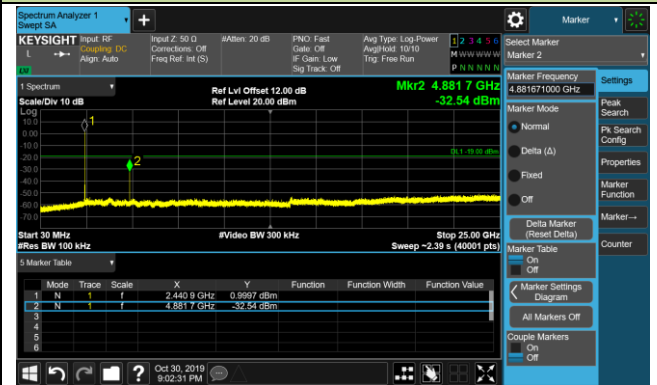 Spectrum Analyzer 1
Swept SA
Marker
KEYSIGHT
L
Input: RF
Coupling: DC
Align: Auto
Input Z: 50 Ω
Corrections: Off
Freq Ref: Int (S)
#Atten: 20 dB
PNO: Fast
Gate: Off
IF Gain: Low
Sig Track: Off
Avg Type: Log-Power
Avg|Hold: 10/10
Trig: Free Run
1 2 3 4 5 6
M W W W W W
P N N N N N
Select Marker
Marker 2
1 Spectrum
Scale/Div 10 dB
Log
Ref Lvl Offset 12.00 dB
Ref Level 20.00 dBm
Mkr2 4.881 7 GHz
-32.54 dBm
10.0
0.00
-10.0
-20.0
-30.0
-40.0
-50.0
-60.0
-70.0
1
2
DL1 -19.00 dBm
Start 30 MHz
#Res BW 100 kHz
#Video BW 300 kHz
Stop 25.00 GHz
Sweep ~2.39 s (40001 pts)
5 Marker Table
Mode Trace Scale X Y Function Function Width Function Value
1 N 1 f 2.440 9 GHz 0.9997 dBm
2 N 1 f 4.881 7 GHz -32.54 dBm
3
4
5
6
Marker Frequency
4.881671000 GHz
Marker Mode
Normal
Delta (Δ)
Fixed
Off
Delta Marker
(Reset Delta)
Marker Table
On
Off
Marker Settings
Diagram
All Markers Off
Couple Markers
On
Off
Settings
Peak
Search
Pk Search
Config
Properties
Marker
Function
Marker→
Counter
?
Oct 30, 2019
9:02:31 PM